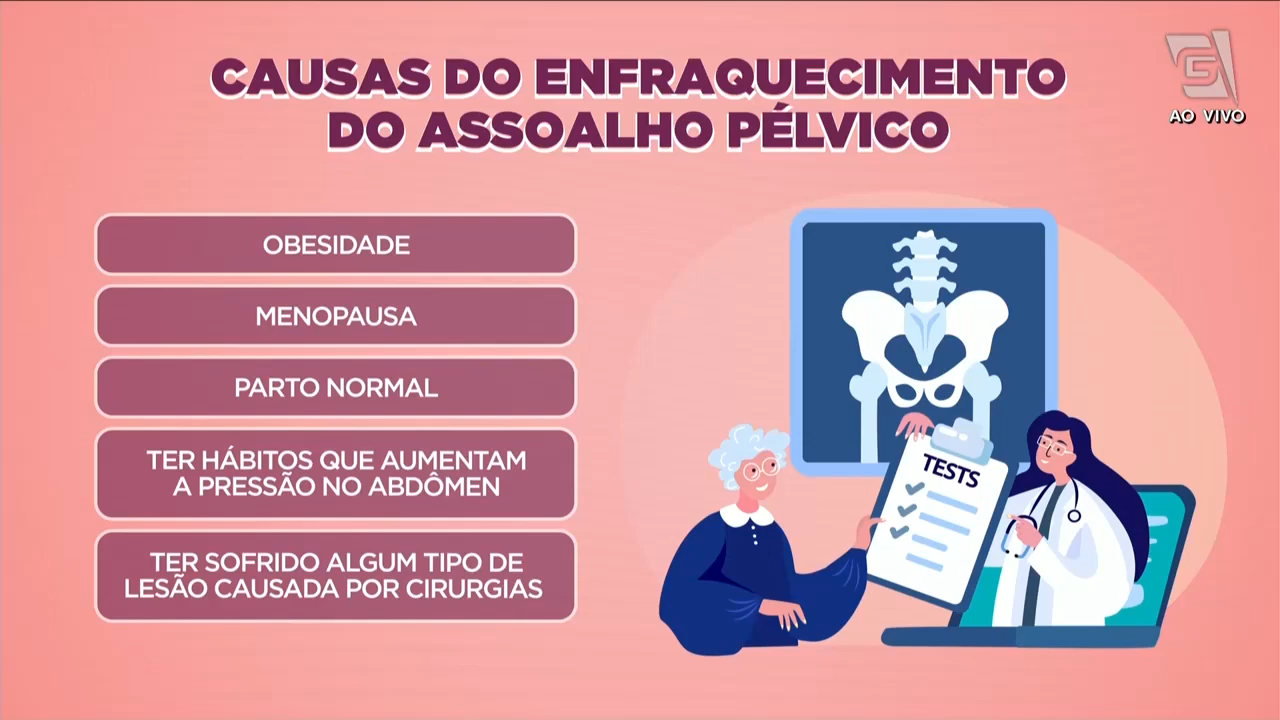 CAUSAS DO ENFRAQUECIMENTO
DO ASSOALHO PÉLVICO
AO VIVO
OBESIDADE
MENOPAUSA
PARTO NORMAL
TER HÁBITOS QUE AUMENTAM
A PRESSÃO NO ABDÔMEN
TER SOFRIDO ALGUM TIPO DE
LESÃO CAUSADA POR CIRURGIAS
TESTS